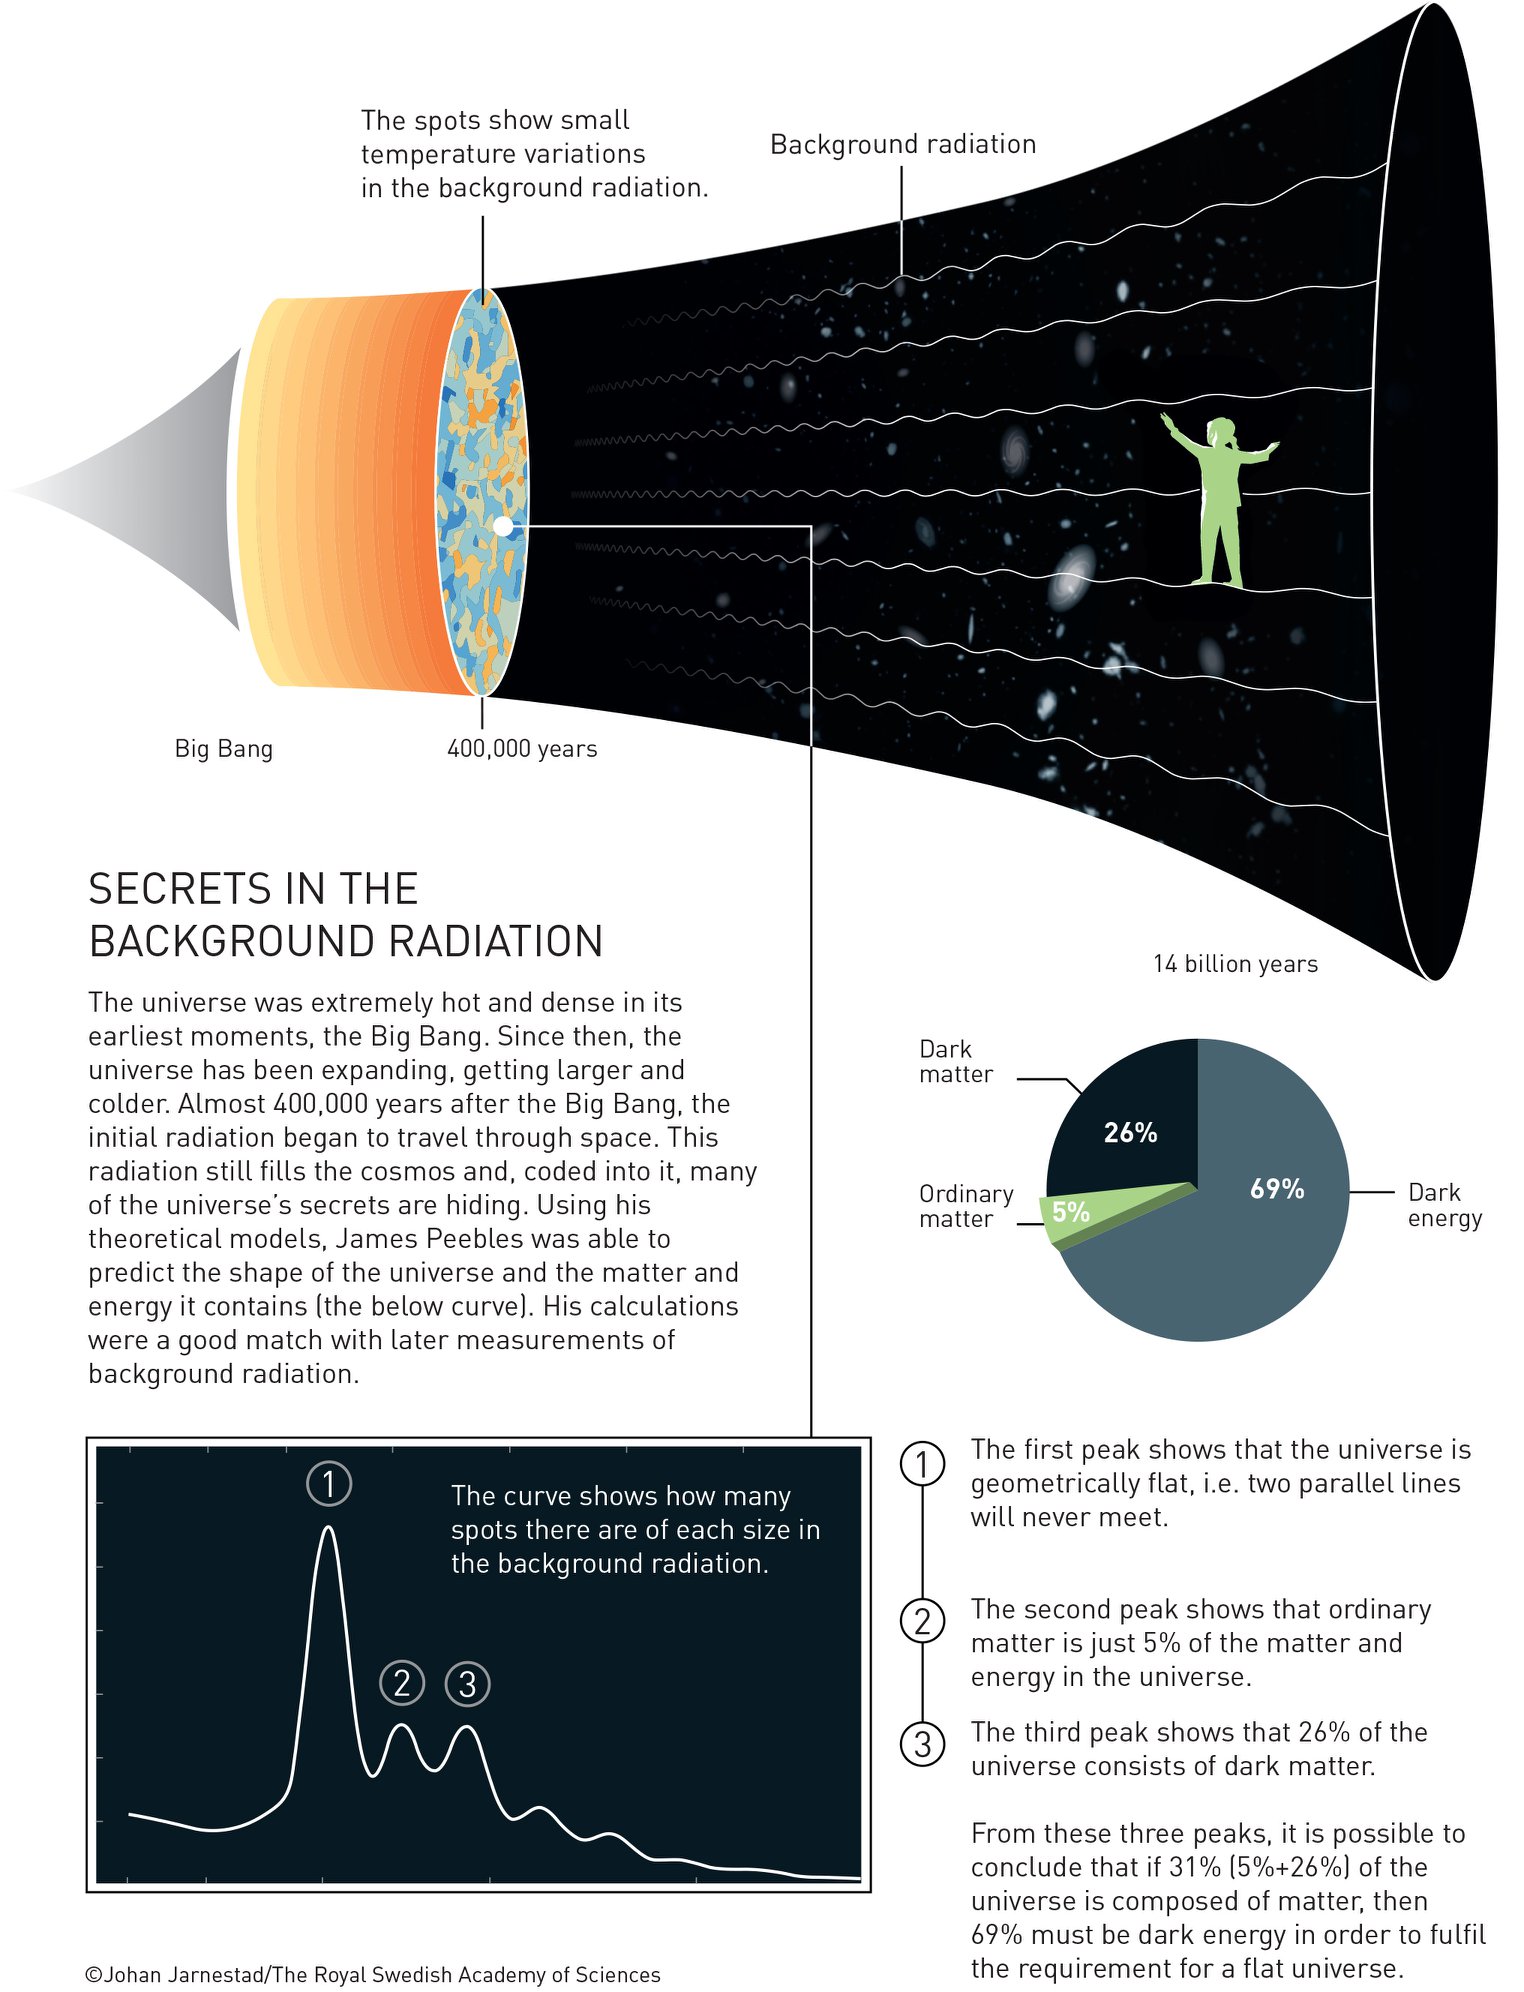 The spots show small
temperature variations
in the background radiation.
Background radiation
Big Bang
400,000 years
14 billion years
SECRETS IN THE
BACKGROUND RADIATION
The universe was extremely hot and dense in its
earliest moments, the Big Bang. Since then, the
universe has been expanding, getting larger and
colder. Almost 400,000 years after the Big Bang, the
initial radiation began to travel through space. This
radiation still fills the cosmos and, coded into it, many
of the universe's secrets are hiding. Using his
theoretical models, James Peebles was able to
predict the shape of the universe and the matter and
energy it contains (the below curve). His calculations
were a good match with later measurements of
background radiation.
Dark
matter
26%
Ordinary
matter
5%
69%
Dark
energy
The curve shows how many
spots there are of each size in
the background radiation.
1
2
3
1
The first peak shows that the universe is
geometrically flat, i.e. two parallel lines
will never meet.
2
The second peak shows that ordinary
matter is just 5% of the matter and
energy in the universe.
3
The third peak shows that 26% of the
universe consists of dark matter.
From these three peaks, it is possible to
conclude that if 31% (5%+26%) of the
universe is composed of matter, then
69% must be dark energy in order to fulfil
the requirement for a flat universe.
©Johan Jarnestad/The Royal Swedish Academy of Sciences